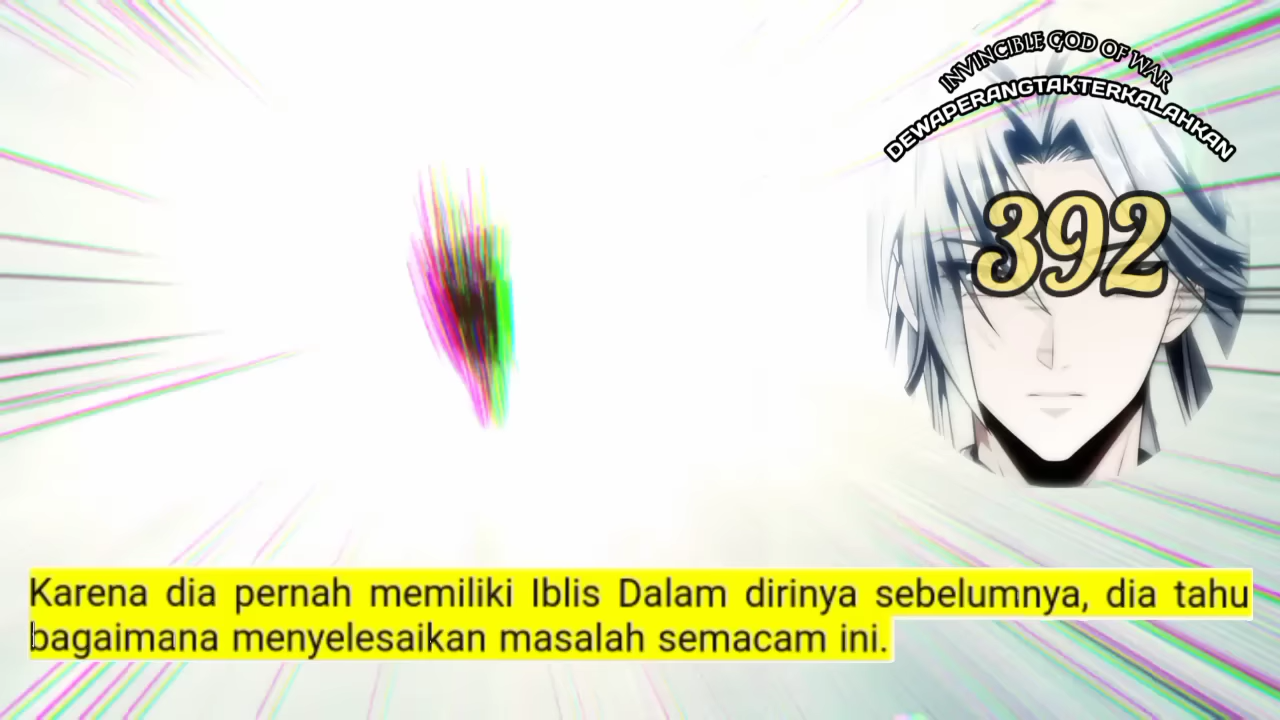 INVINCIBLE GOD OF WAR
DEWAPERANGTAKTERKALAHKAN
392
Karena dia pernah memiliki Iblis Dalam dirinya sebelumnya, dia tahu
bagaimana menyelesaikan masalah semacam ini.